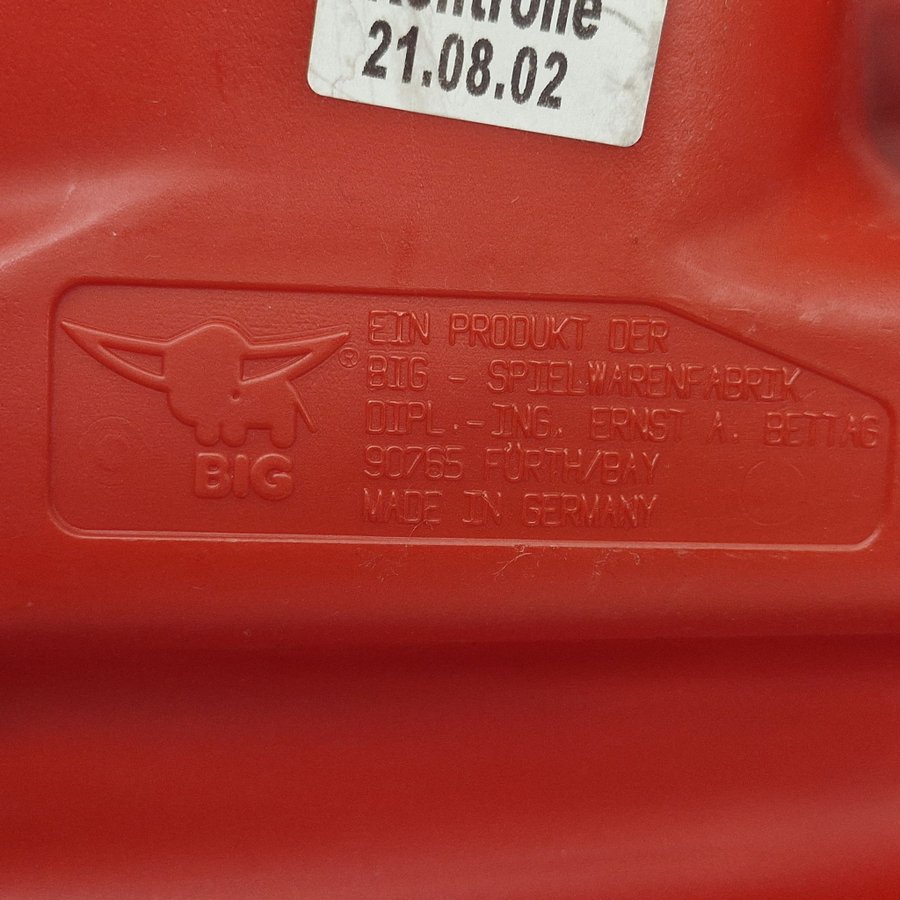 Kontrolle
21.08.02
EIN PRODUKT DER
BIG - SPIELWARENFABRIK
DIPL.-ING. ERNST A. BETTAG
90765 FÜRTH/BAY
MADE IN GERMANY
®
BIG